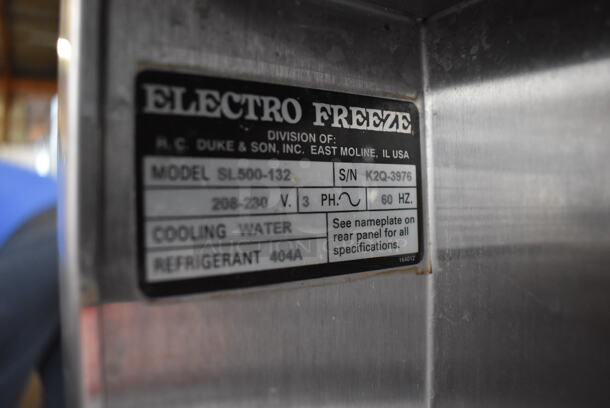 ELECTRO FREEZE
DIVISION OF:
H. C. DUKE & SON, INC. EAST MOLINE, IL USA
MODEL SL500-132 S/N K2Q-3976
208-230 V. 3 PH. 60 HZ.
COOLING WATER
REFRIGERANT 404A
See nameplate on
rear panel for all
specifications.
164012